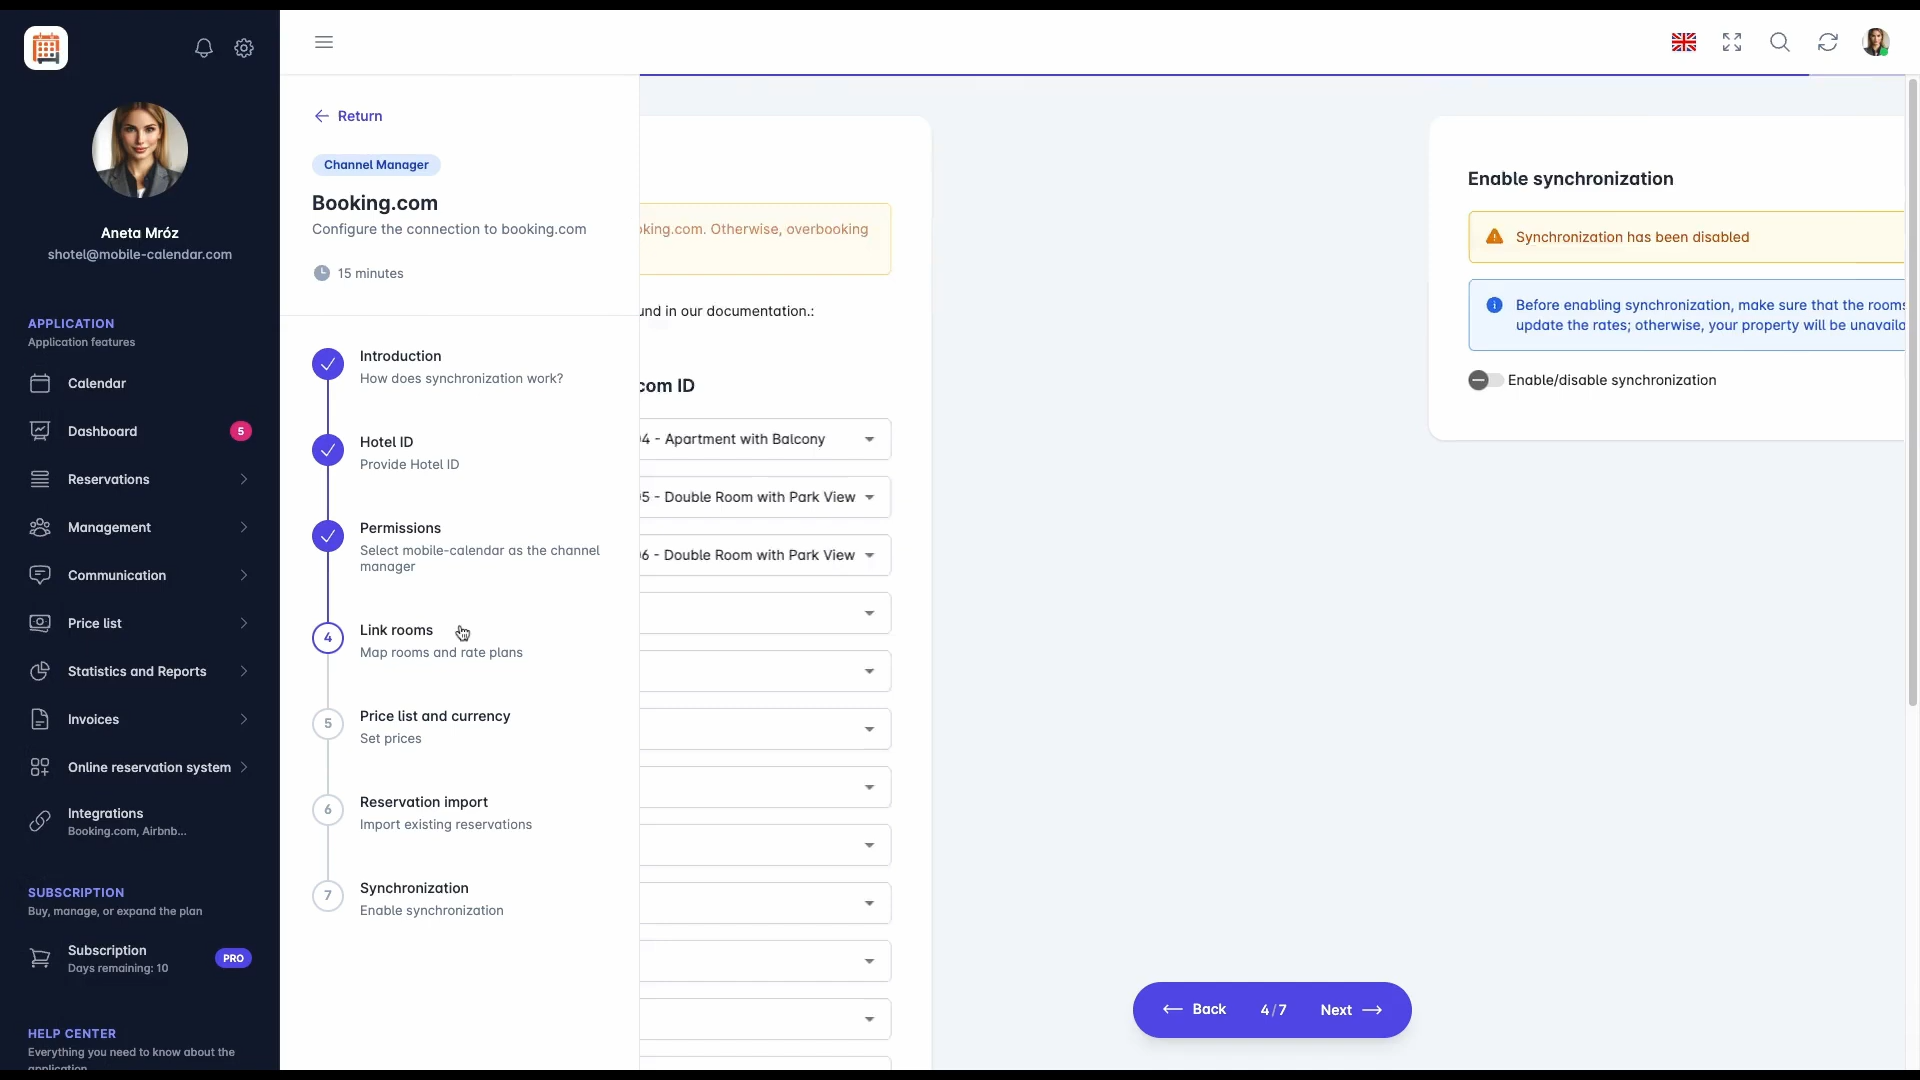 Aneta Mróz
shotel@mobile-calendar.com
APPLICATION
Application features
Calendar
Dashboard
5
Reservations
Management
Communication
Price list
Statistics and Reports
Invoices
Online reservation system
Integrations
Booking.com, Airbnb...
SUBSCRIPTION
Buy, manage, or expand the plan
Subscription
Days remaining: 10
PRO
HELP CENTER
Everything you need to know about the
application
Return
Channel Manager
Booking.com
Configure the connection to booking.com
15 minutes
Introduction
How does synchronization work?
Hotel ID
Provide Hotel ID
Permissions
Select mobile-calendar as the channel
manager
4
Link rooms
Map rooms and rate plans
5
Price list and currency
Set prices
6
Reservation import
Import existing reservations
7
Synchronization
Enable synchronization
king.com. Otherwise, overbooking
und in our documentation.:
com ID
4 - Apartment with Balcony
5 - Double Room with Park View
6 - Double Room with Park View
Enable synchronization
Synchronization has been disabled
Before enabling synchronization, make sure that the rooms
update the rates; otherwise, your property will be unavaila
Enable/disable synchronization
Back
4/7
Next